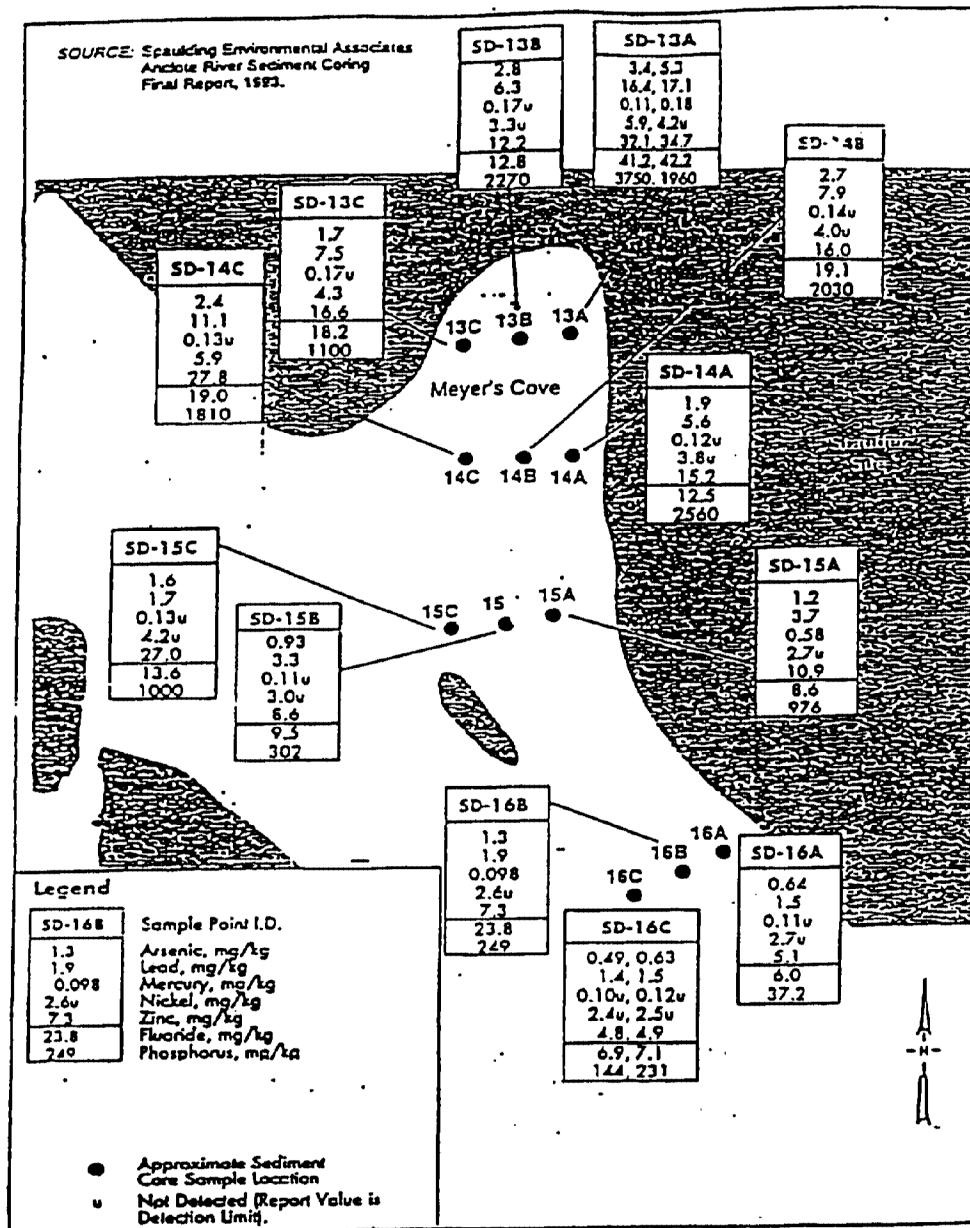 SOURCE: Spaulding Environmental Associates
Anclote River Sediment Coring
Final Report, 1993.
SD-13B
2.8
6.3
0.17u
3.3u
12.2
12.8
2270
SD-13A
3.4, 5.3
16.4, 17.1
0.11, 0.18
5.9, 4.2u
32.1, 34.7
41.2, 42.2
3750, 1960
SD-14B
2.7
7.9
0.14u
4.0u
16.0
19.1
2030
SD-13C
1.7
7.5
0.17u
4.3
16.6
18.2
1100
SD-14C
2.4
11.1
0.13u
5.9
27.8
19.0
1810
13C
13B
13A
Meyer's Cove
SD-14A
1.9
5.6
0.12u
3.8u
15.2
12.5
2560
14C
14B
14A
SD-15C
1.6
1.7
0.13u
4.2u
27.0
13.6
1000
SD-15B
0.93
3.3
0.11u
3.0u
8.6
9.5
302
15C
15
15A
SD-15A
1.2
3.7
0.58
2.7u
10.9
8.6
976
SD-16B
1.3
1.9
0.098
2.6u
7.3
23.8
249
16A
16B
16C
SD-16A
0.64
1.5
0.11u
2.7u
5.1
6.0
37.2
SD-16C
0.49, 0.63
1.4, 1.5
0.10u, 0.12u
2.4u, 2.5u
4.8, 4.9
6.9, 7.1
144, 231
N
Legend
SD-16B Sample Point I.D.
1.3 Arsenic, mg/kg
1.9 Lead, mg/kg
0.098 Mercury, mg/kg
2.6u Nickel, mg/kg
7.3 Zinc, mg/kg
23.8 Fluoride, mg/kg
249 Phosphorus, mg/kg
Approximate Sediment
Core Sample Location
u Not Detected (Report Value is
Detection Limit).